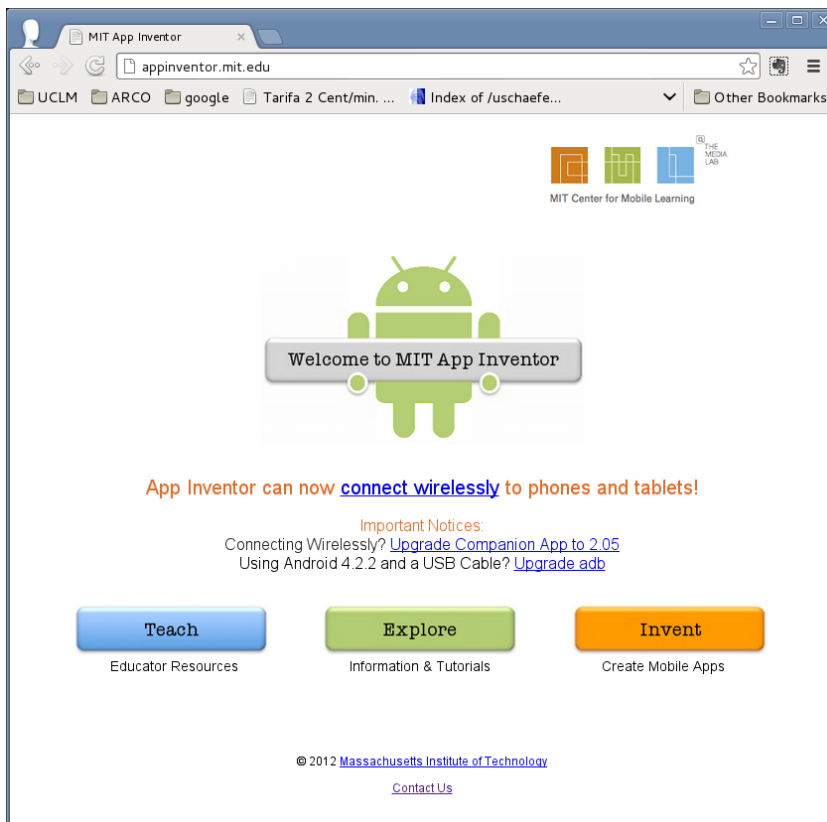 MIT App Inventor
appinventor.mit.edu
UCLM ARCO google Tarifa 2 Cent/min. ... Index of /uschaefe... Other Bookmarks
THE
MEDIA
LAB
MIT Center for Mobile Learning
Welcome to MIT App Inventor
App Inventor can now connect wirelessly to phones and tablets!
Important Notices:
Connecting Wirelessly? Upgrade Companion App to 2.05
Using Android 4.2.2 and a USB Cable? Upgrade adb
Teach Explore Invent
Educator Resources Information & Tutorials Create Mobile Apps
© 2012 Massachusetts Institute of Technology
Contact Us